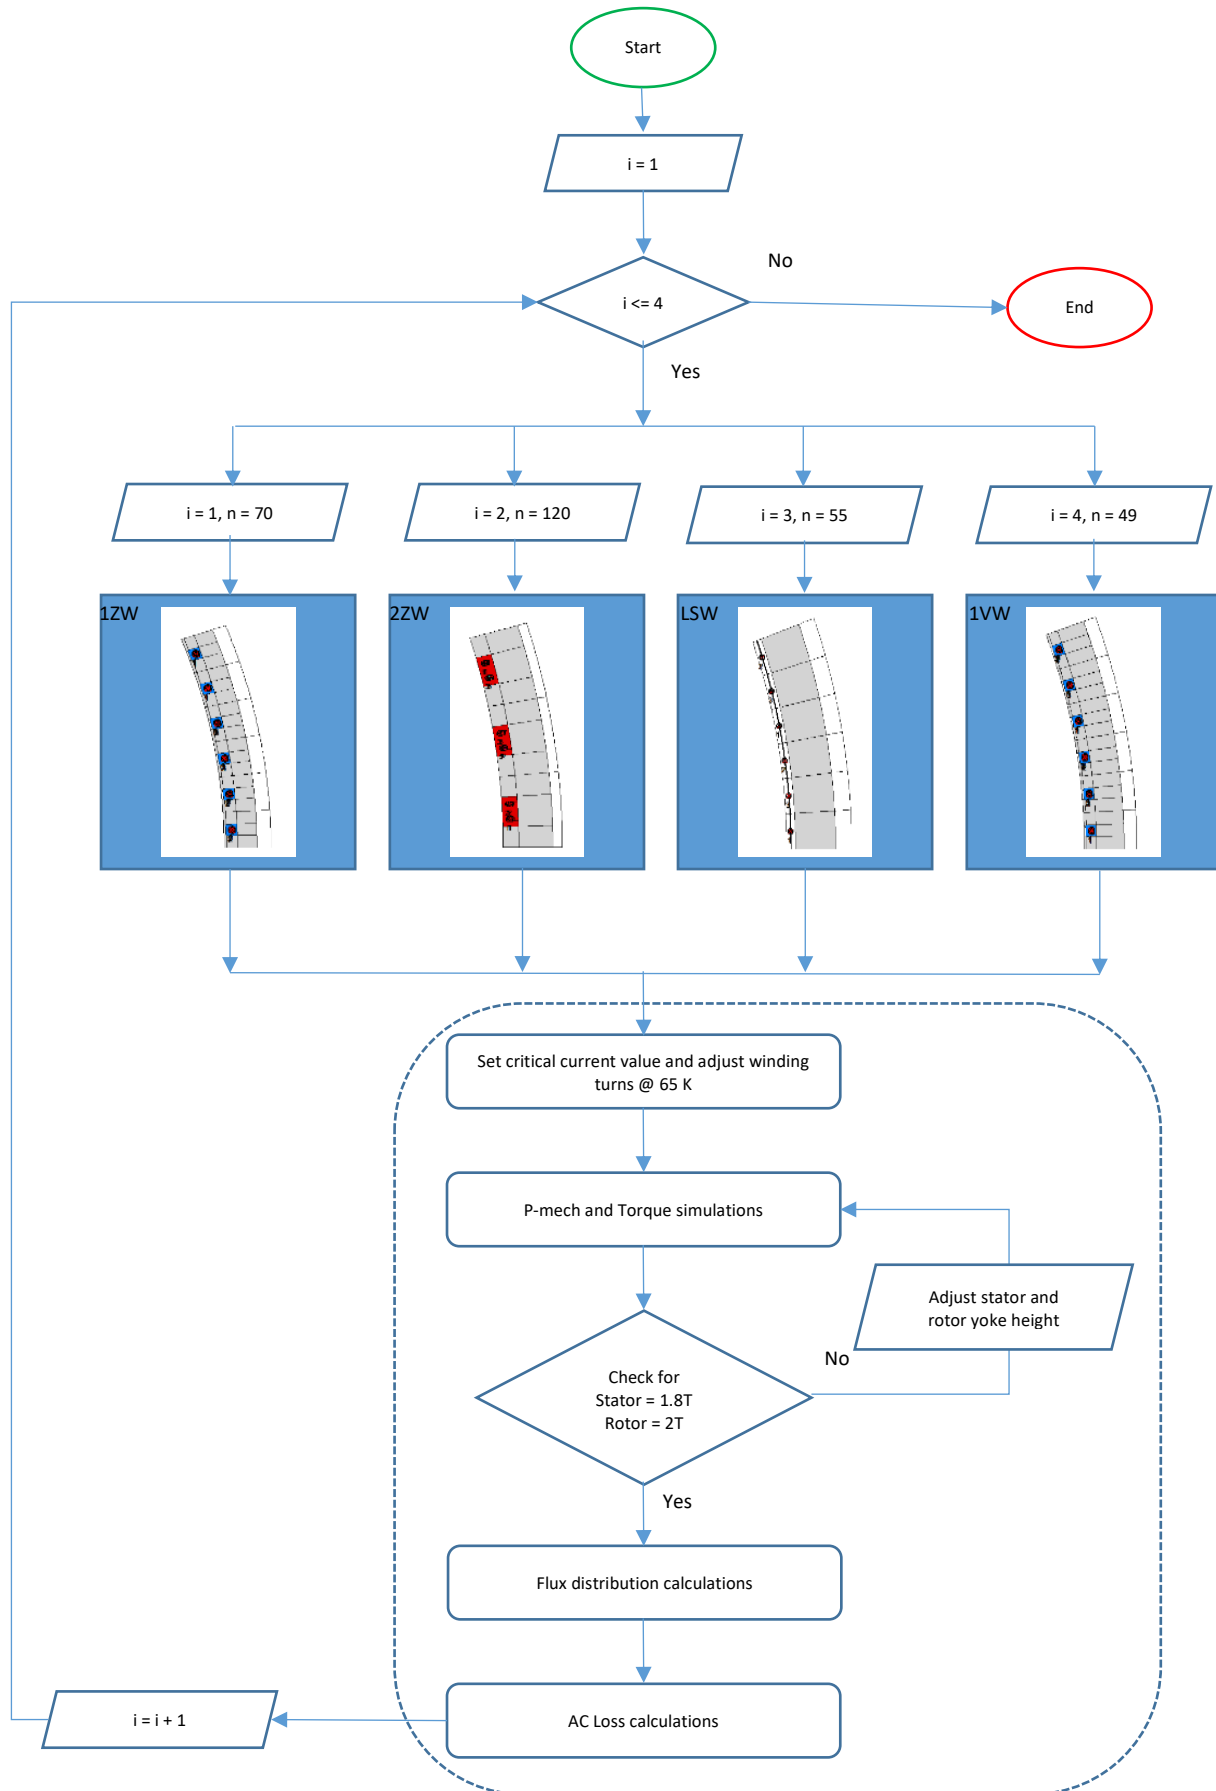 Start
i = 1
No
i <= 4
End
Yes
i = 1, n = 70
i = 2, n = 120
i = 3, n = 55
i = 4, n = 49
1ZW
2ZW
LSW
1VW
Set critical current value and adjust winding
turns @ 65 K
P-mech and Torque simulations
Adjust stator and
rotor yoke height
No
Check for
Stator = 1.8T
Rotor = 2T
Yes
Flux distribution calculations
AC Loss calculations
i = i + 1